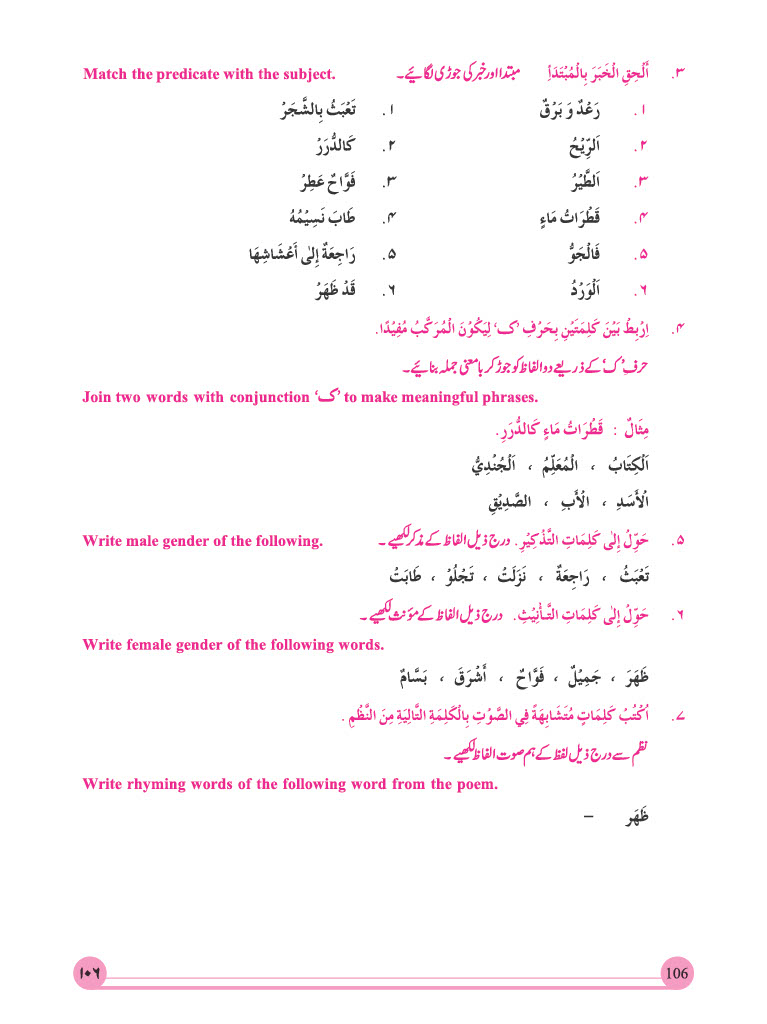 ۳. أَلْحِقِ الْخَبَرَ بِالْمُبْتَدَأِ مبتدا اور خبر کی جوڑی لگائیے۔ Match the predicate with the subject.
۱. رَعْدٌ وَ بَرْقٌ ۱. تَعْبَثُ بِالشَّجَرْ
۲. اَلرِّيْحُ ۲. كَالدُّرَرْ
۳. اَلطَّيْرُ ۳. فَوَّاحٌ عَطِرْ
۴. قَطْرَاتُ مَاءٍ ۴. طَابَ نَسِيْمُهُ
۵. فَالْجَوُّ ۵. رَاجِعَةٌ إِلىٰ أَعْشَاشِهَا
۶. اَلْوَرْدُ ۶. قَدْ ظَهَرْ
۴. اِرْبِطْ بَيْنَ كَلِمَتَيْنِ بِحَرْفِ ’ک‘ لِيَكُوْنَ الْمُرَكَّبُ مُفِيْدًا.
حرفِ ’ک‘ کے ذریعے دو الفاظ کو جوڑ کر بامعنی جملہ بنائیے۔
Join two words with conjunction ‘ک’ to make meaningful phrases.
مِثَالٌ : قَطْرَاتُ مَاءٍ كَالدُّرَرِ.
اَلْكِتَابُ ، الْمُعَلِّمُ ، اَلْجُنْدِيُّ
الْأَسَدِ ، الْأَبِ ، الصَّدِيْقِ
۵. حَوِّلْ إِلىٰ كَلِمَاتِ التَّذْكِيْرِ. درج ذیل الفاظ کے مذکر لکھیے۔ Write male gender of the following.
تَعْبَثُ ، رَاجِعَةٌ ، نَزَلَتْ ، تَجْلُوْ ، طَابَتْ
۶. حَوِّلْ إِلىٰ كَلِمَاتِ التَّأْنِيْثِ. درج ذیل الفاظ کے مؤنث لکھیے۔
Write female gender of the following words.
ظَهَرَ ، جَمِيْلٌ ، فَوَّاحٌ ، أَشْرَقَ ، بَسَّامٌ
۷. اُكْتُبْ كَلِمَاتٍ مُتَشَابِهَةً فِي الصَّوْتِ بِالْكَلِمَةِ التَّالِيَةِ مِنَ النَّظْمِ.
نظم سے درج ذیل لفظ کے ہم صوت الفاظ لکھیے۔
Write rhyming words of the following word from the poem.
ظَهَر –
۱۰۶ 106